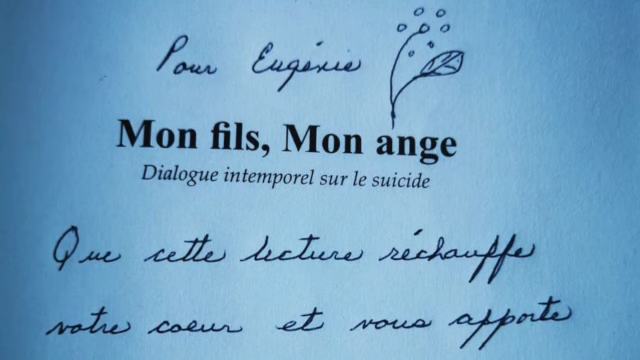 Pour Eugénie
Mon fils, Mon ange
Dialogue intemporel sur le suicide
Que cette lecture réchauffe
votre coeur et vous apporte